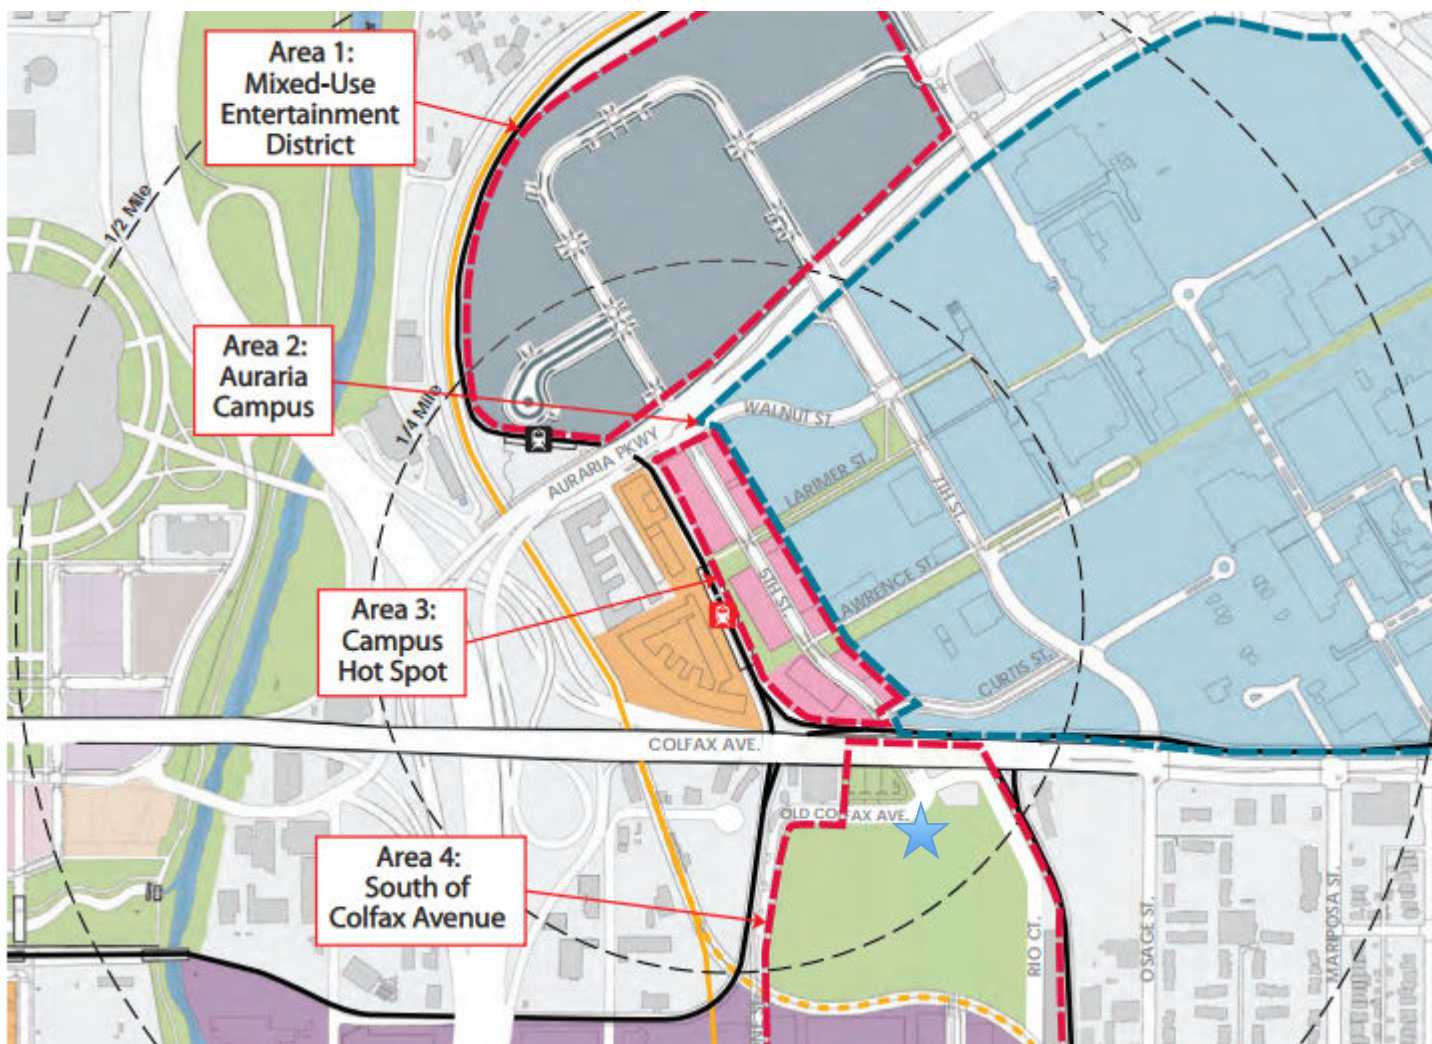 Area 1:
Mixed-Use
Entertainment
District
1/2 Mile
Area 2:
Auraria
Campus
1/4 Mile
WALNUT ST.
AURARIA PKWY
LARIMER ST.
7TH ST.
5TH ST.
LAWRENCE ST.
Area 3:
Campus
Hot Spot
CURTIS ST.
COLFAX AVE.
OLD COLFAX AVE.
Area 4:
South of
Colfax Avenue
RIO CT.
OSAGE ST.
MARIPOSA ST.